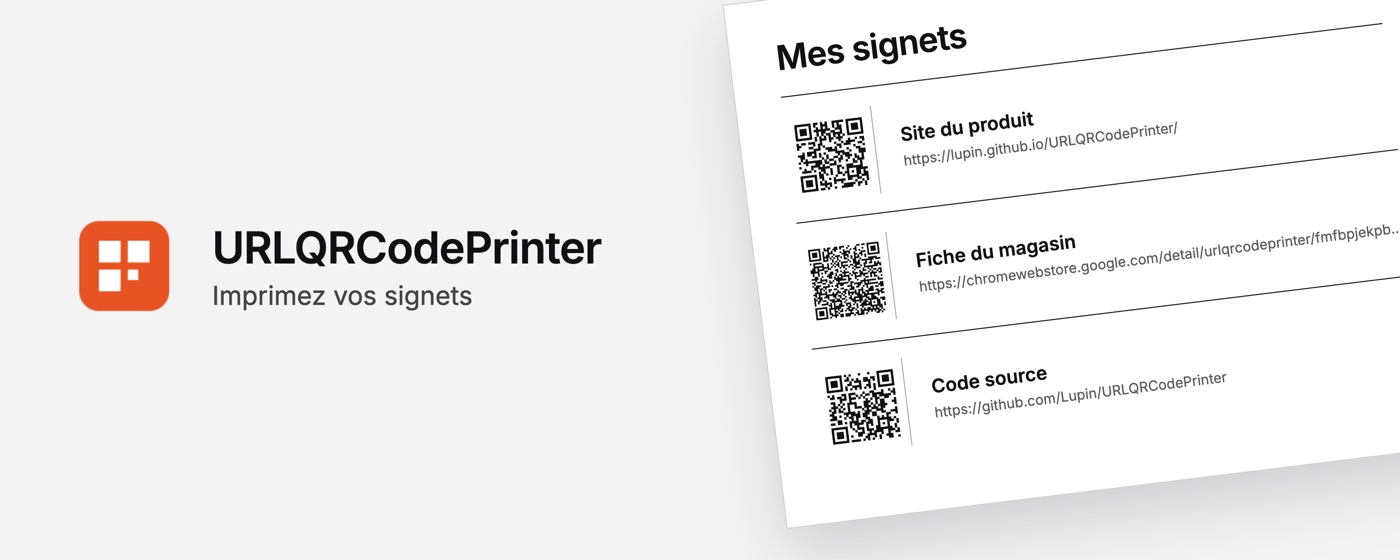 URLQRCodePrinter
Imprimez vos signets
Mes signets
Site du produit
https://lupin.github.io/URLQRCodePrinter/
Fiche du magasin
https://chromewebstore.google.com/detail/urlqrcodeprinter/fmfbpjekpb...
Code source
https://github.com/Lupin/URLQRCodePrinter